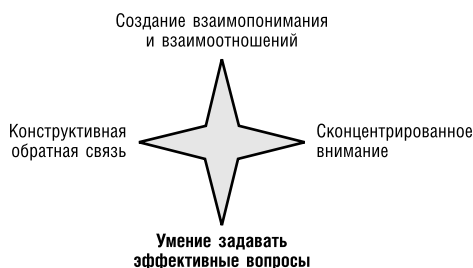 Создание взаимопонимания
и взаимоотношений
Конструктивная
обратная связь
Сконцентрированное
внимание
Умение задавать
эффективные вопросы